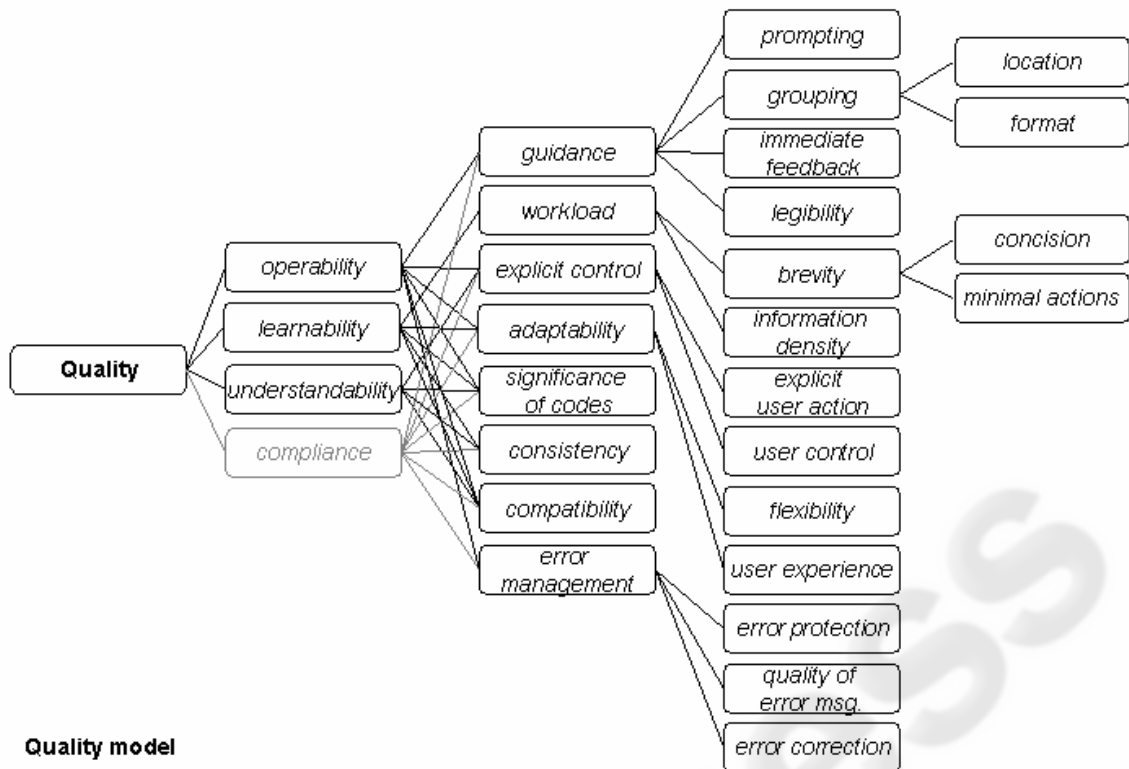 prompting
grouping
location
format
guidance
immediate
feedback
workload
legibility
operability
explicit control
brevity
concision
minimal actions
learnability
adaptability
information
density
Quality
understandability
significance
of codes
explicit
user action
compliance
consistency
user control
compatibility
flexibility
error
management
user experience
error protection
quality of
error msg.
error correction
Quality model